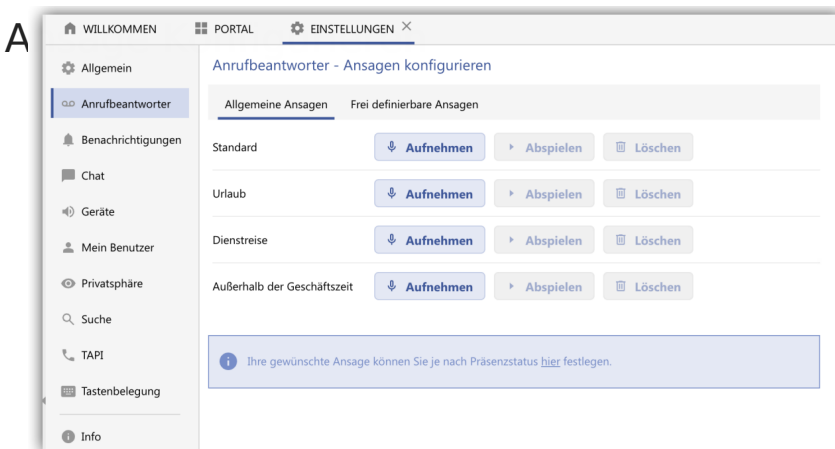 A
WILLKOMMEN PORTAL EINSTELLUNGEN
Allgemein
Anrufbeantworter
Benachrichtigungen
Chat
Geräte
Mein Benutzer
Privatsphäre
Suche
TAPI
Tastenbelegung
Info
Anrufbeantworter - Ansagen konfigurieren
Allgemeine Ansagen Frei definierbare Ansagen
Standard Aufnehmen Abspielen Löschen
Urlaub Aufnehmen Abspielen Löschen
Dienstreise Aufnehmen Abspielen Löschen
Außerhalb der Geschäftszeit Aufnehmen Abspielen Löschen
Ihre gewünschte Ansage können Sie je nach Präsenzstatus hier festlegen.